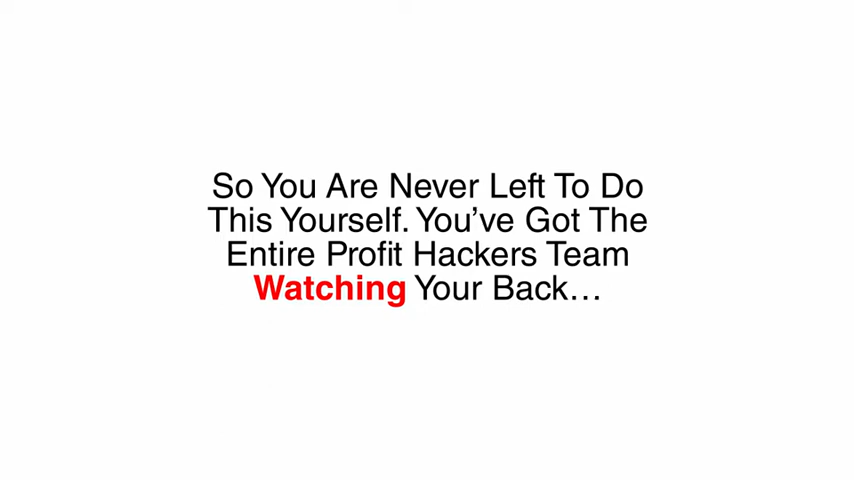 So You Are Never Left To Do
This Yourself. You’ve Got The
Entire Profit Hackers Team
Watching Your Back…